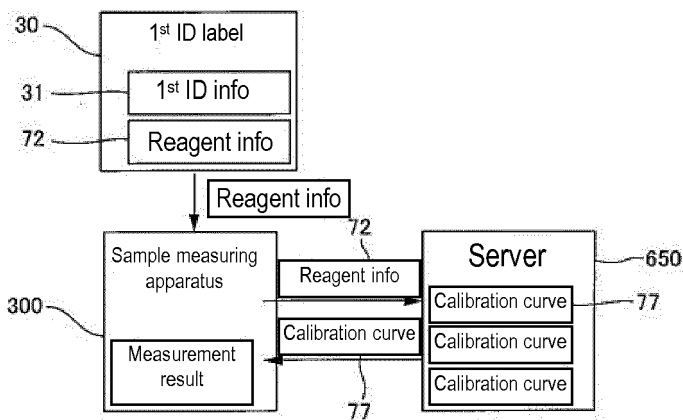 30
1st ID label
31
1st ID info
72
Reagent info
Reagent info
300
Sample measuring
apparatus
Measurement
result
72
Reagent info
Calibration curve
77
Server
650
Calibration curve
77
Calibration curve
Calibration curve